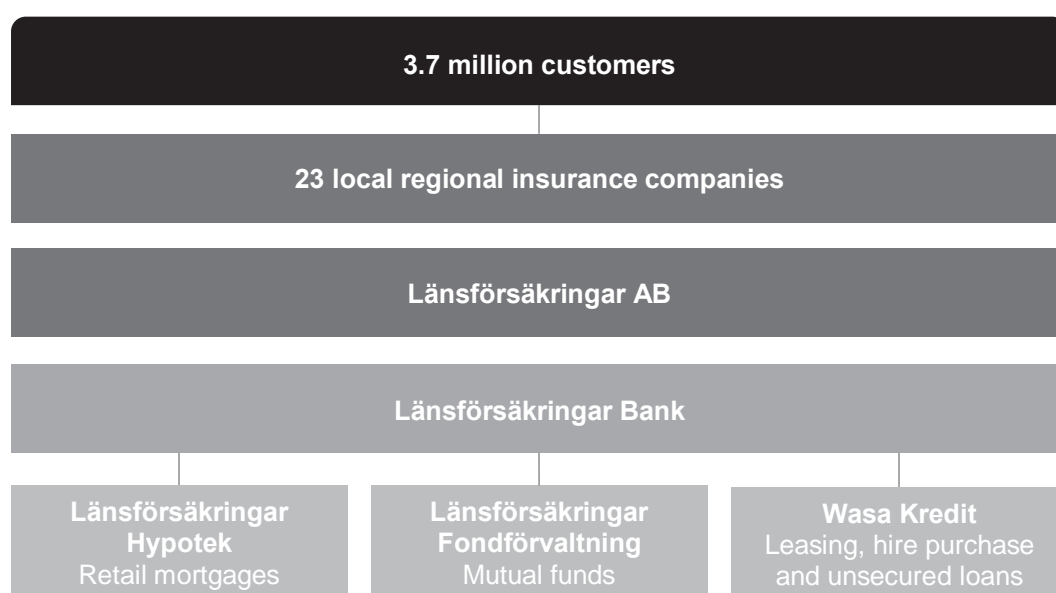 3.7 million customers
23 local regional insurance companies
Länsförsäkringar AB
Länsförsäkringar Bank
Länsförsäkringar
Hypotek
Retail mortgages
Länsförsäkringar
Fondförvaltning
Mutual funds
Wasa Kredit
Leasing, hire purchase
and unsecured loans